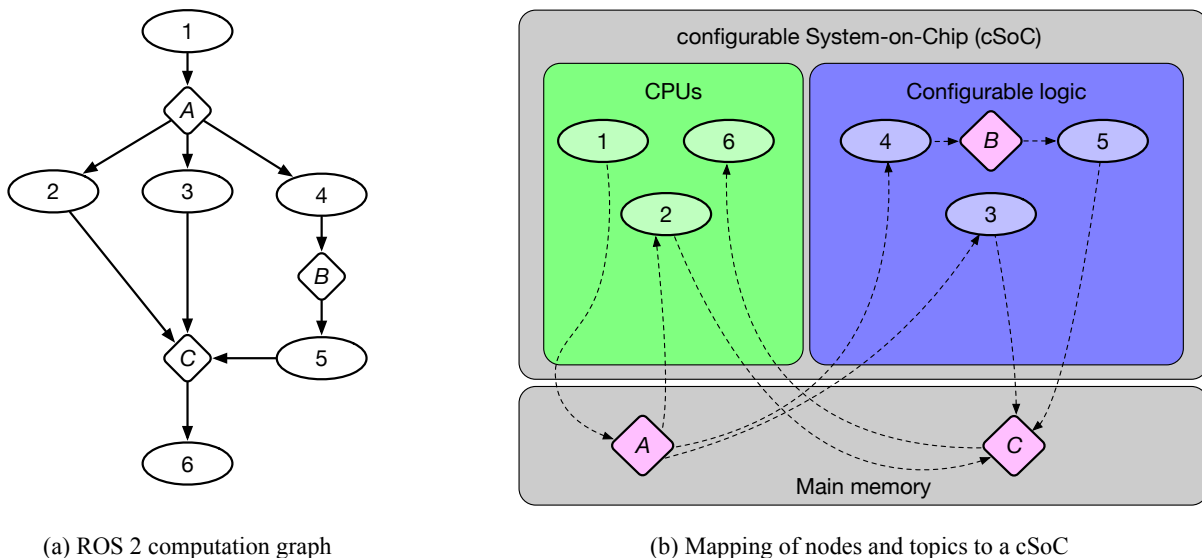 1
A
2
3
4
B
C
5
6
(a) ROS 2 computation graph
configurable System-on-Chip (cSoC)
CPUs
Configurable logic
1
6
4
B
5
2
3
A
C
Main memory
(b) Mapping of nodes and topics to a cSoC